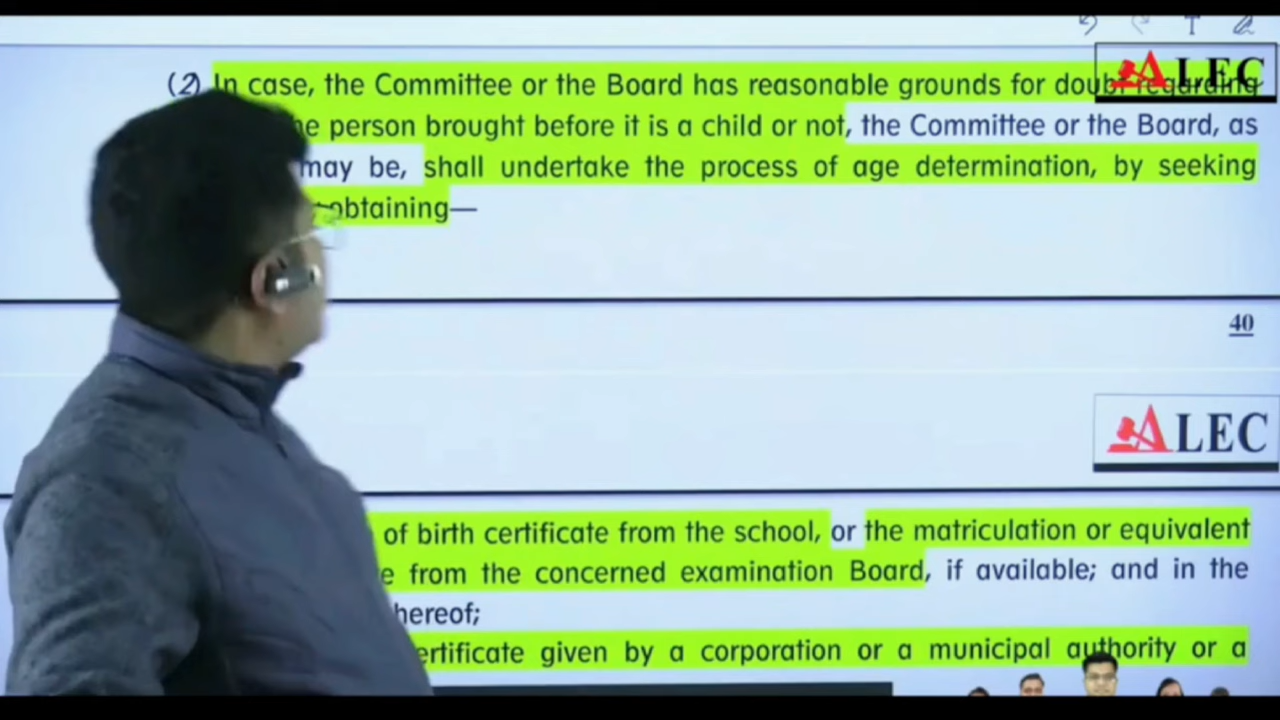 (2) In case, the Committee or the Board has reasonable grounds for doubt regarding
he person brought before it is a child or not, the Committee or the Board, as
may be, shall undertake the process of age determination, by seeking
obtaining—
ALEC
40
ALEC
of birth certificate from the school, or the matriculation or equivalent
e from the concerned examination Board, if available; and in the
hereof;
ertificate given by a corporation or a municipal authority or a